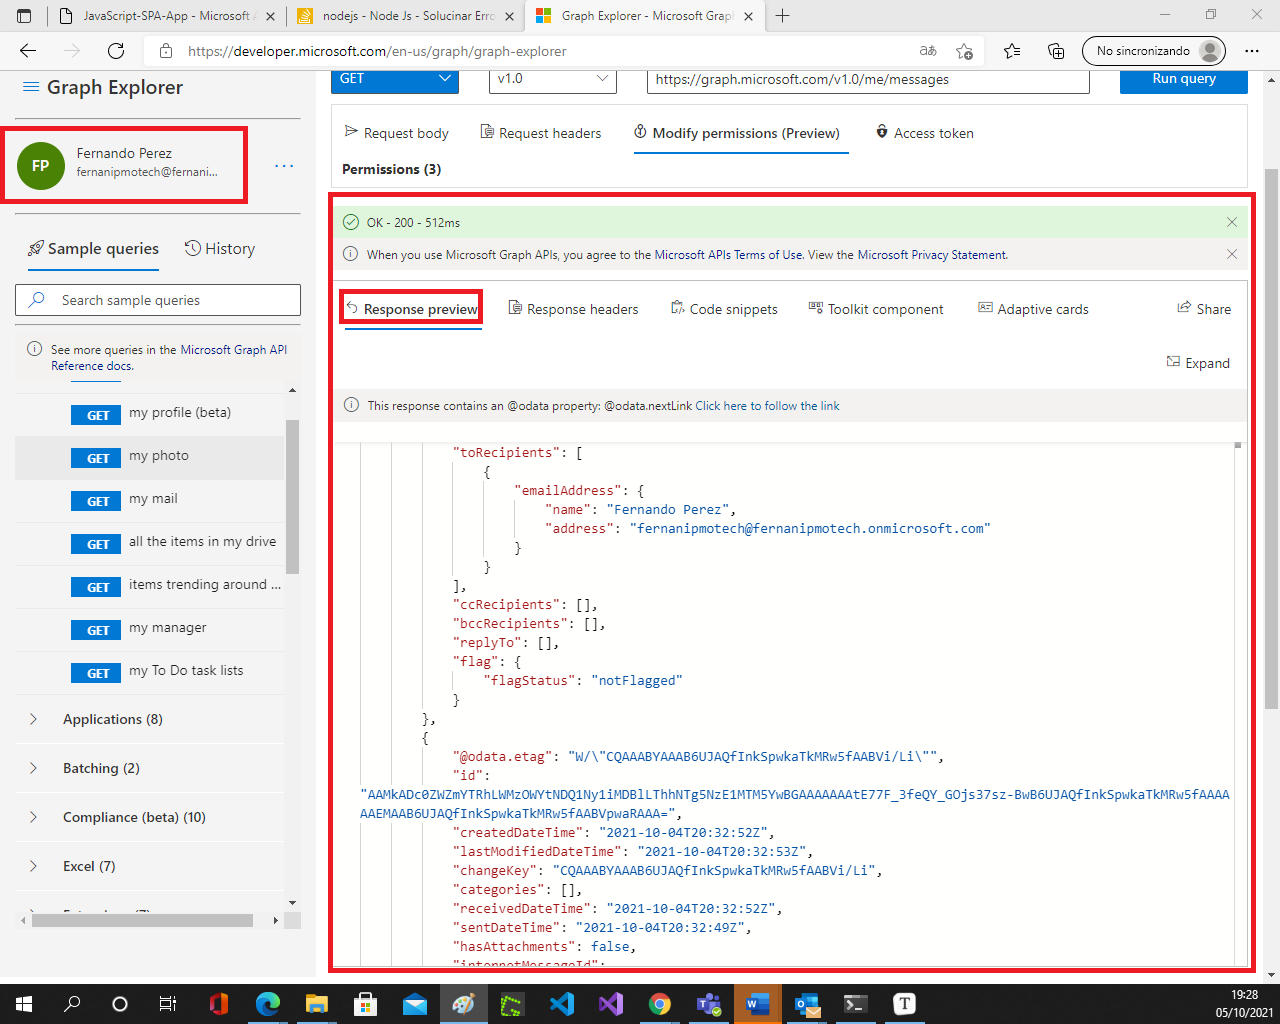 JavaScript-SPA-App - Microsoft A
nodejs - Node Js - Solucinar Erro
Graph Explorer - Microsoft Grap
https://developer.microsoft.com/en-us/graph/graph-explorer
No sincronizando
Graph Explorer
GET
v1.0
https://graph.microsoft.com/v1.0/me/messages
Run query
FP
Fernando Perez
fernanipmotech@fernani...
Request body
Request headers
Modify permissions (Preview)
Access token
Permissions (3)
Sample queries
History
Search sample queries
See more queries in the Microsoft Graph API
Reference docs.
GET my profile (beta)
GET my photo
GET my mail
GET all the items in my drive
GET items trending around ...
GET my manager
GET my To Do task lists
Applications (8)
Batching (2)
Compliance (beta) (10)
Excel (7)
OK - 200 - 512ms
When you use Microsoft Graph APIs, you agree to the Microsoft APIs Terms of Use. View the Microsoft Privacy Statement.
Response preview
Response headers
Code snippets
Toolkit component
Adaptive cards
Share
Expand
This response contains an @odata property: @odata.nextLink Click here to follow the link
"toRecipients": [
{
"emailAddress": {
"name": "Fernando Perez",
"address": "fernanipmotech@fernanipmotech.onmicrosoft.com"
}
}
],
"ccRecipients": [],
"bccRecipients": [],
"replyTo": [],
"flag": {
"flagStatus": "notFlagged"
}
},
{
"@odata.etag": "W/\"CQAAABYAAAB6UJAQfInkSpwkaTkMRw5fAABVi/Li\"",
"id":
"AAMkADc0ZWZmYTRhLWMzOWYtNDQ1Ny1iMDBlLThhNTg5NzE1MTM5YwBGAAAAAAAtE77F_3feQY_GOjs37sz-BwB6UJAQfInkSpwkaTkMRw5fAAAA
AAEMAAB6UJAQfInkSpwkaTkMRw5fAABVpwaRAAA=",
"createdDateTime": "2021-10-04T20:32:52Z",
"lastModifiedDateTime": "2021-10-04T20:32:53Z",
"changeKey": "CQAAABYAAAB6UJAQfInkSpwkaTkMRw5fAABVi/Li",
"categories": [],
"receivedDateTime": "2021-10-04T20:32:52Z",
"sentDateTime": "2021-10-04T20:32:49Z",
"hasAttachments": false,
"internetMessageId":
19:28
05/10/2021